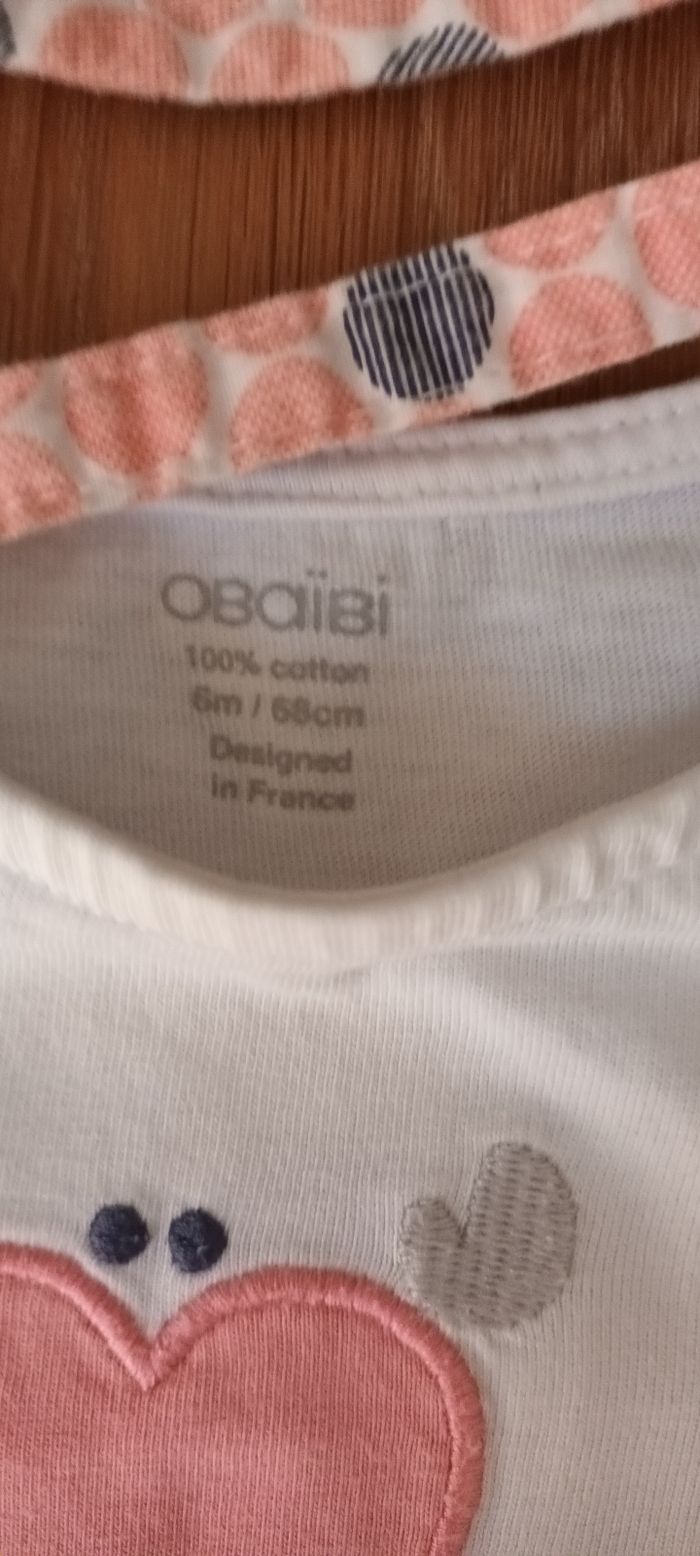 OBaïBi
100% cotton
6m / 68cm
Designed
in France